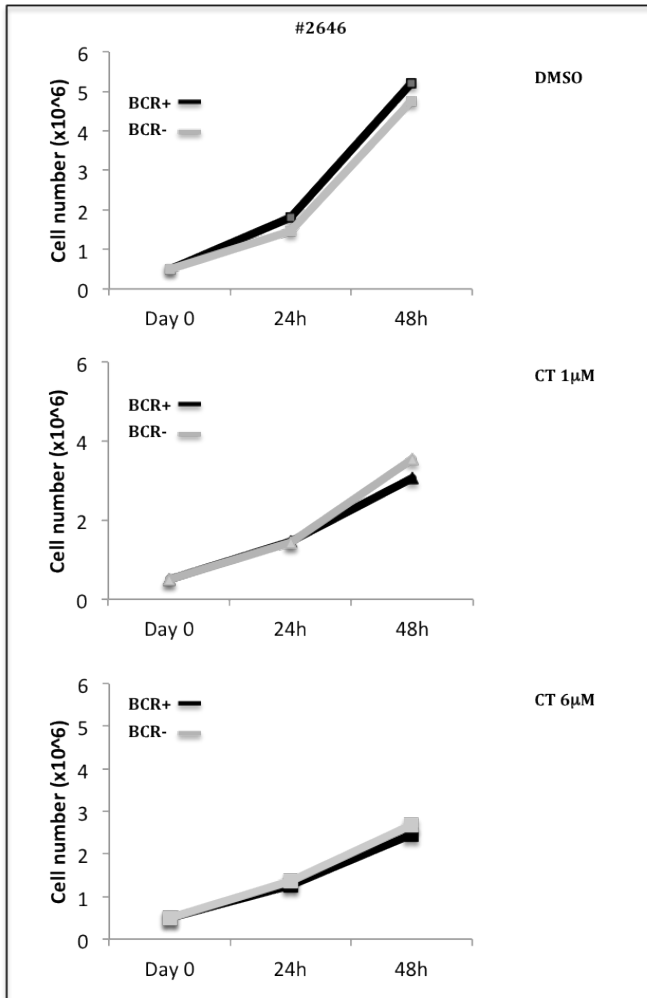 #2646
DMSO
Cell number (x10^6)
6
5
4
3
2
1
0
BCR+
BCR-
Day 0 24h 48h
CT 1μM
Cell number (x10^6)
6
4
2
0
BCR+
BCR-
Day 0 24h 48h
CT 6μM
Cell number (x10^6)
6
5
4
3
2
1
0
BCR+
BCR-
Day 0 24h 48h